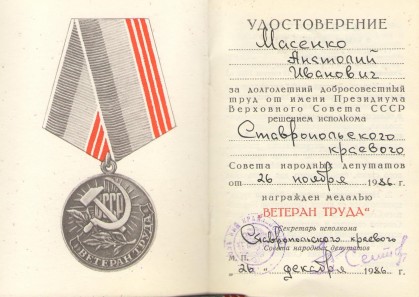 СССР
ВЕТЕРАН ТРУДА
УДОСТОВЕРЕНИЕ
Масенко
Анатолий
Иванович
за долголетний добросовестный
труд от имени Президиума
Верховного Совета СССР
решением исполкома
Ставропольского
краевого
Совета народных депутатов
от 26 ноября 1986 г.
награжден медалью
"ВЕТЕРАН ТРУДА"
Секретарь исполкома
Ставропольского краевого
Совета народных депутатов
М. П.
"26" декабря 1986 г.